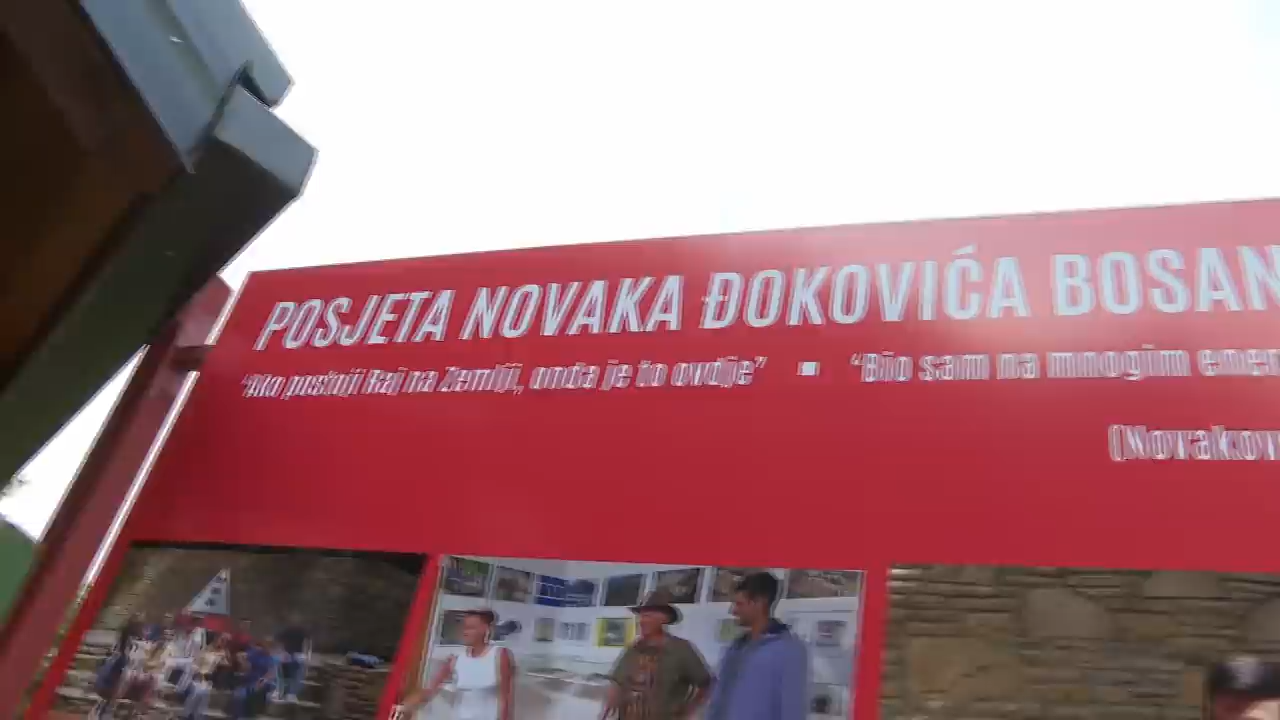 POSJETA NOVAKA ĐOKOVIĆA BOSAN
“Ako postoji Raj na Zemlji, onda je to ovdje” ▪ “Bio sam na mnogim ener
(Novakov